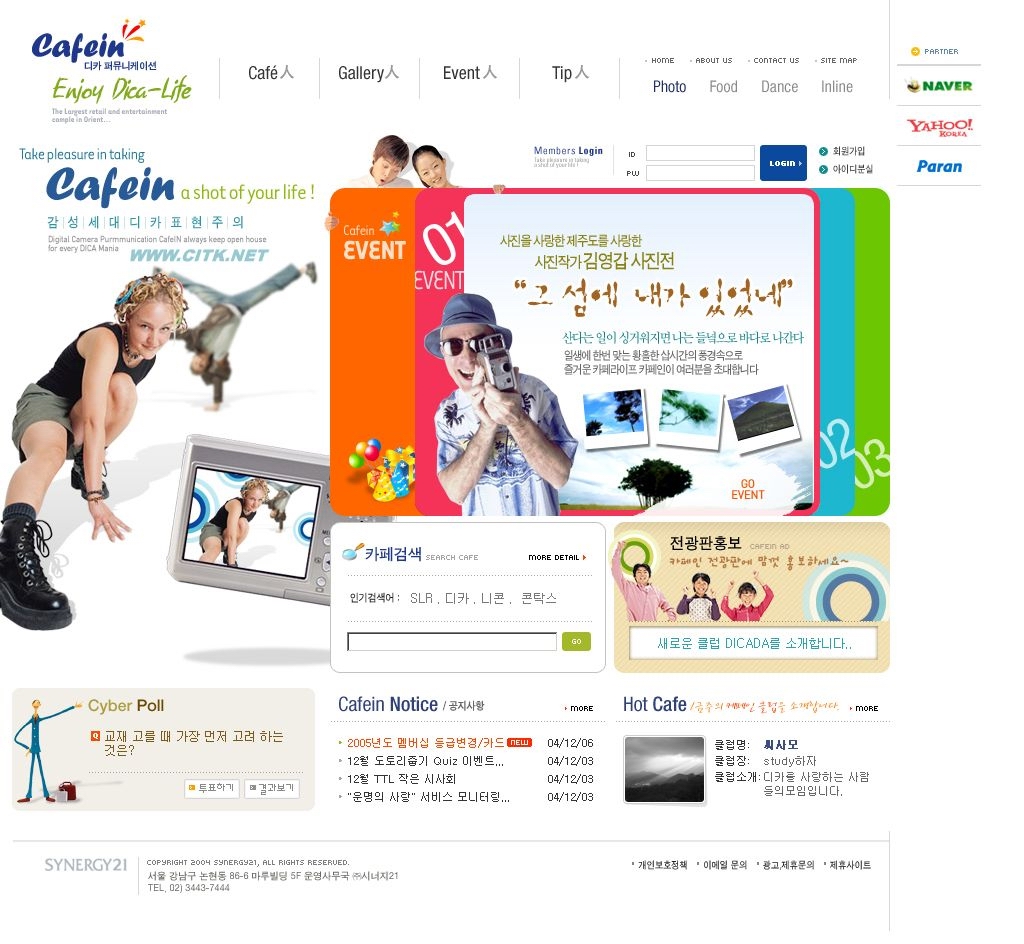 Cafein
디카 퍼뮤니케이션
Enjoy Dica-Life
The Largest retail and entertainment
comple in Orient...
Café人
Gallery人
Event人
Tip人
HOME
ABOUT US
CONTACT US
SITE MAP
Photo
Food
Dance
Inline
PARTNER
NAVER
YAHOO!
KOREA
Paran
Take pleasure in taking
Cafein a shot of your life !
감 | 성 | 세 | 대 | 디 | 카 | 표 | 현 | 주 | 의
Digital Camera Purmmunication CafeIN always keep open house
for every DICA Mania
WWW.CITK.NET
Members Login
Take pleasure in taking
a shot of your life !
ID
PW
LOGIN
회원가입
아이디분실
Cafein
EVENT
01
EVENT
사진을 사랑한 제주도를 사랑한
사진작가 김영갑 사진전
"그 섬에 내가 있었네"
산다는 일이 싱거워지면 나는 들녘으로 바다로 나간다
일생에 한번 맞는 황홀한 삽시간의 풍경속으로
즐거운 카페라이프 카페인이 여러분을 초대합니다
GO
EVENT
02
03
카페검색 SEARCH CAFE
MORE DETAIL
인기검색어 : SLR . 디카 . 니콘 . 콘탁스
GO
전광판홍보 CAFEIN AD
카페인 전광판에 맘껏 홍보하세요~
새로운 클럽 DICADA를 소개합니다..
Cyber Poll
Q 교재 고를 때 가장 먼저 고려 하는
것은?
투표하기
결과보기
Cafein Notice / 공지사항
MORE
2005년도 멤버십 등급변경/카드 NEW 04/12/06
12월 도토리줍기 Quiz 이벤트... 04/12/03
12월 TTL 작은 시사회 04/12/03
"운명의 사랑" 서비스 모니터링... 04/12/03
Hot Cafe /금주의 카페인 클럽을 소개합니다.
MORE
클럽명: 찍사모
클럽장: study하자
클럽소개: 디카을 사랑하는 사람
들의모임입니다.
SYNERGY21
COPYRIGHT 2004 SYNERGY21, ALL RIGHTS RESERVED.
서울 강남구 논현동 86-6 마루빌딩 5F 운영사무국 ㈜시너지21
TEL. 02) 3443-7444
개인보호정책
이메일 문의
광고,제휴문의
제휴사이트